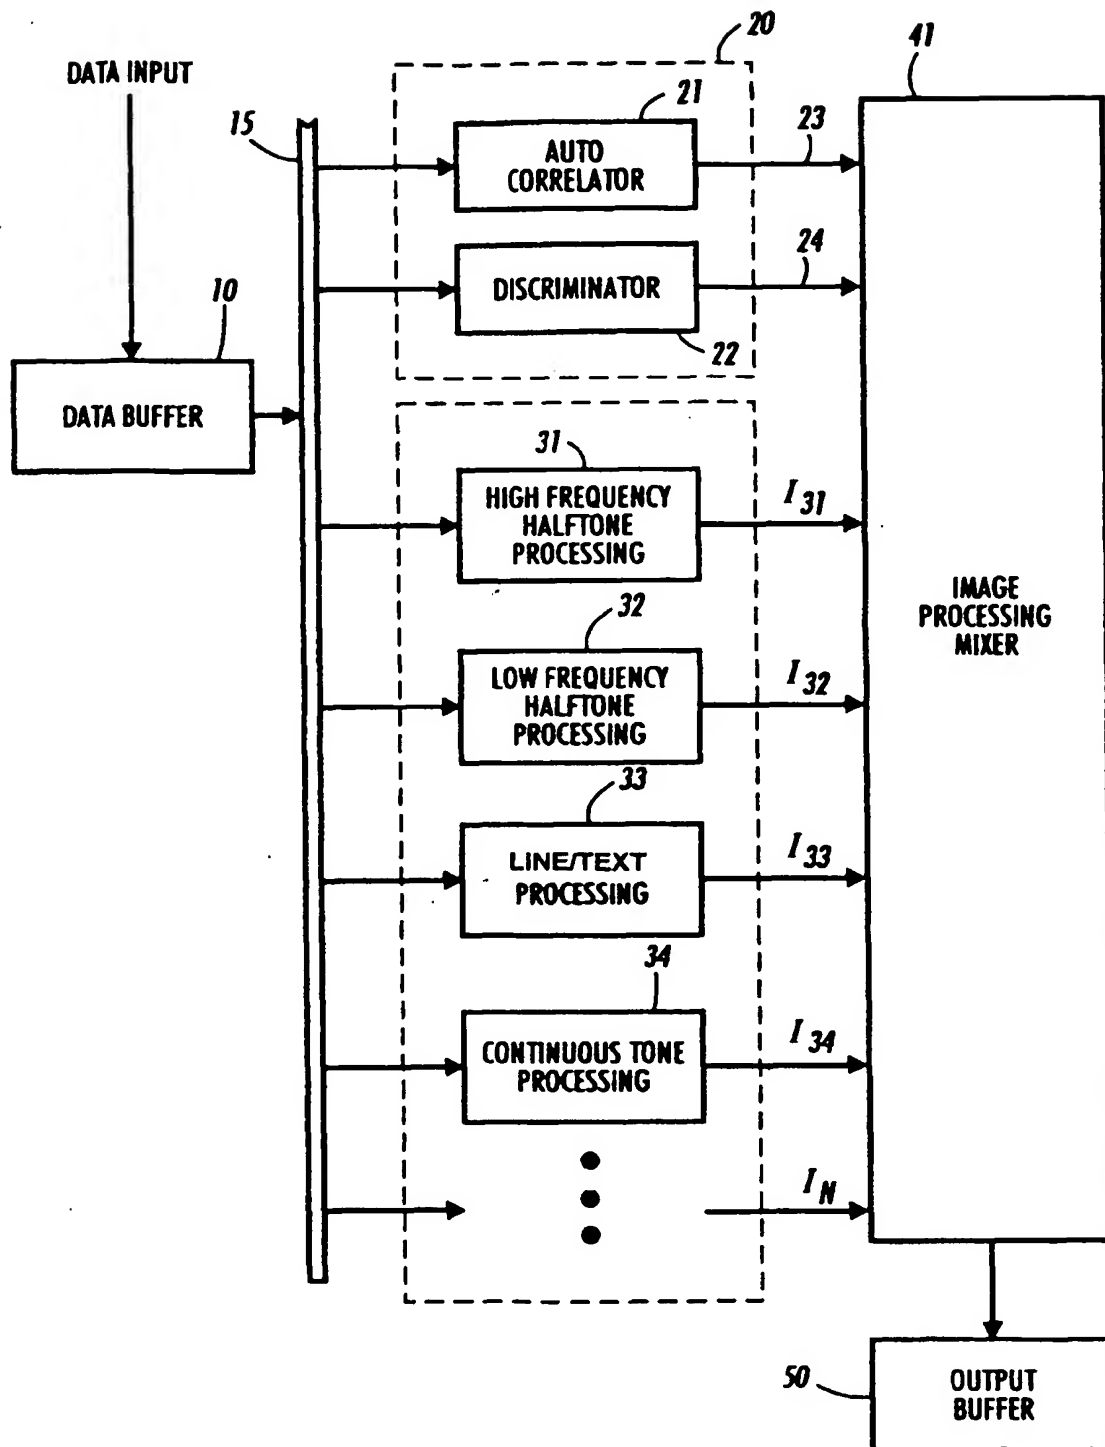 20
41
DATA INPUT
15
21
23
AUTO
CORRELATOR
24
10
DISCRIMINATOR
22
DATA BUFFER
31
I31
HIGH FREQUENCY
HALFTONE
PROCESSING
IMAGE
PROCESSING
MIXER
32
I32
LOW FREQUENCY
HALFTONE
PROCESSING
33
I33
LINE/TEXT
PROCESSING
34
I34
CONTINUOUS TONE
PROCESSING
IN
50
OUTPUT
BUFFER